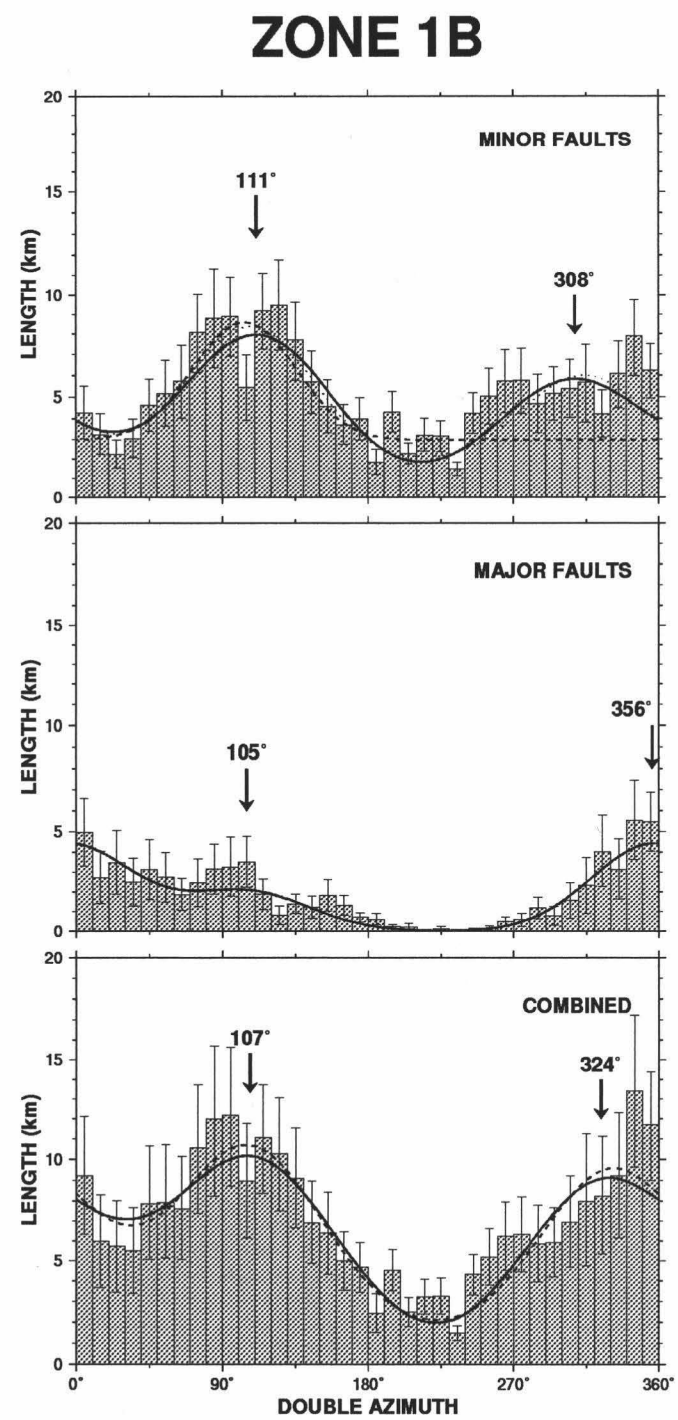 ZONE 1B
20
MINOR FAULTS
111°
15
308°
10
LENGTH (km)
5
0
20
MAJOR FAULTS
15
356°
105°
10
LENGTH (km)
5
0
20
COMBINED
107°
15
324°
10
LENGTH (km)
5
0
0° 90° 180° 270° 360°
DOUBLE AZIMUTH